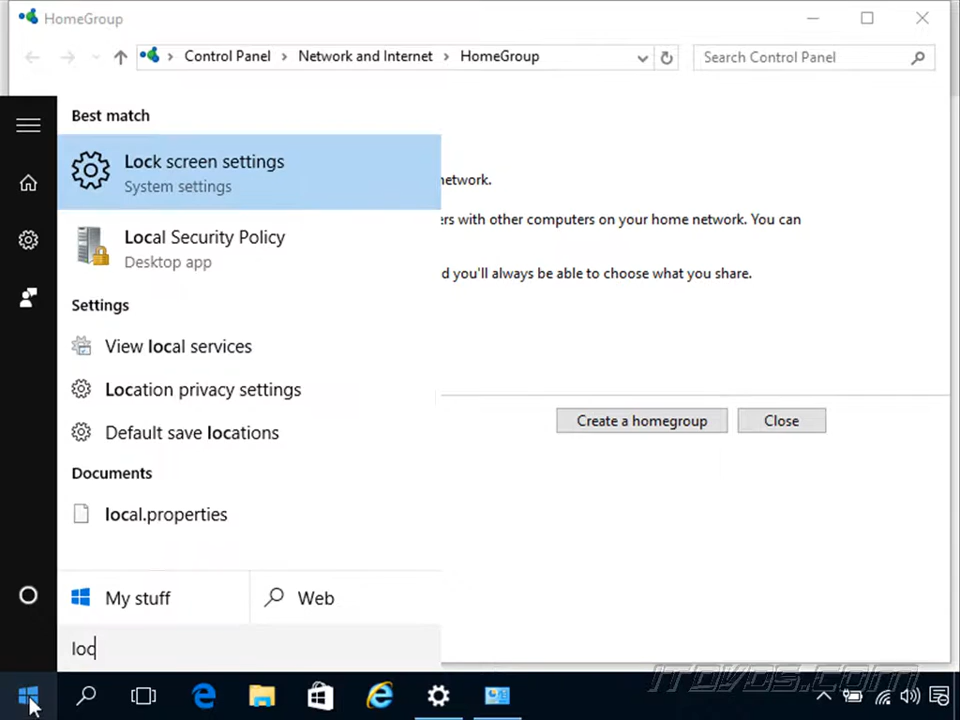 HomeGroup
Control Panel › Network and Internet › HomeGroup
Search Control Panel
Best match
Lock screen settings
System settings
Local Security Policy
Desktop app
Settings
View local services
Location privacy settings
Default save locations
Documents
local.properties
My stuff
Web
loc
network.
ers with other computers on your home network. You can
d you'll always be able to choose what you share.
Create a homegroup
Close
ITdvds.com